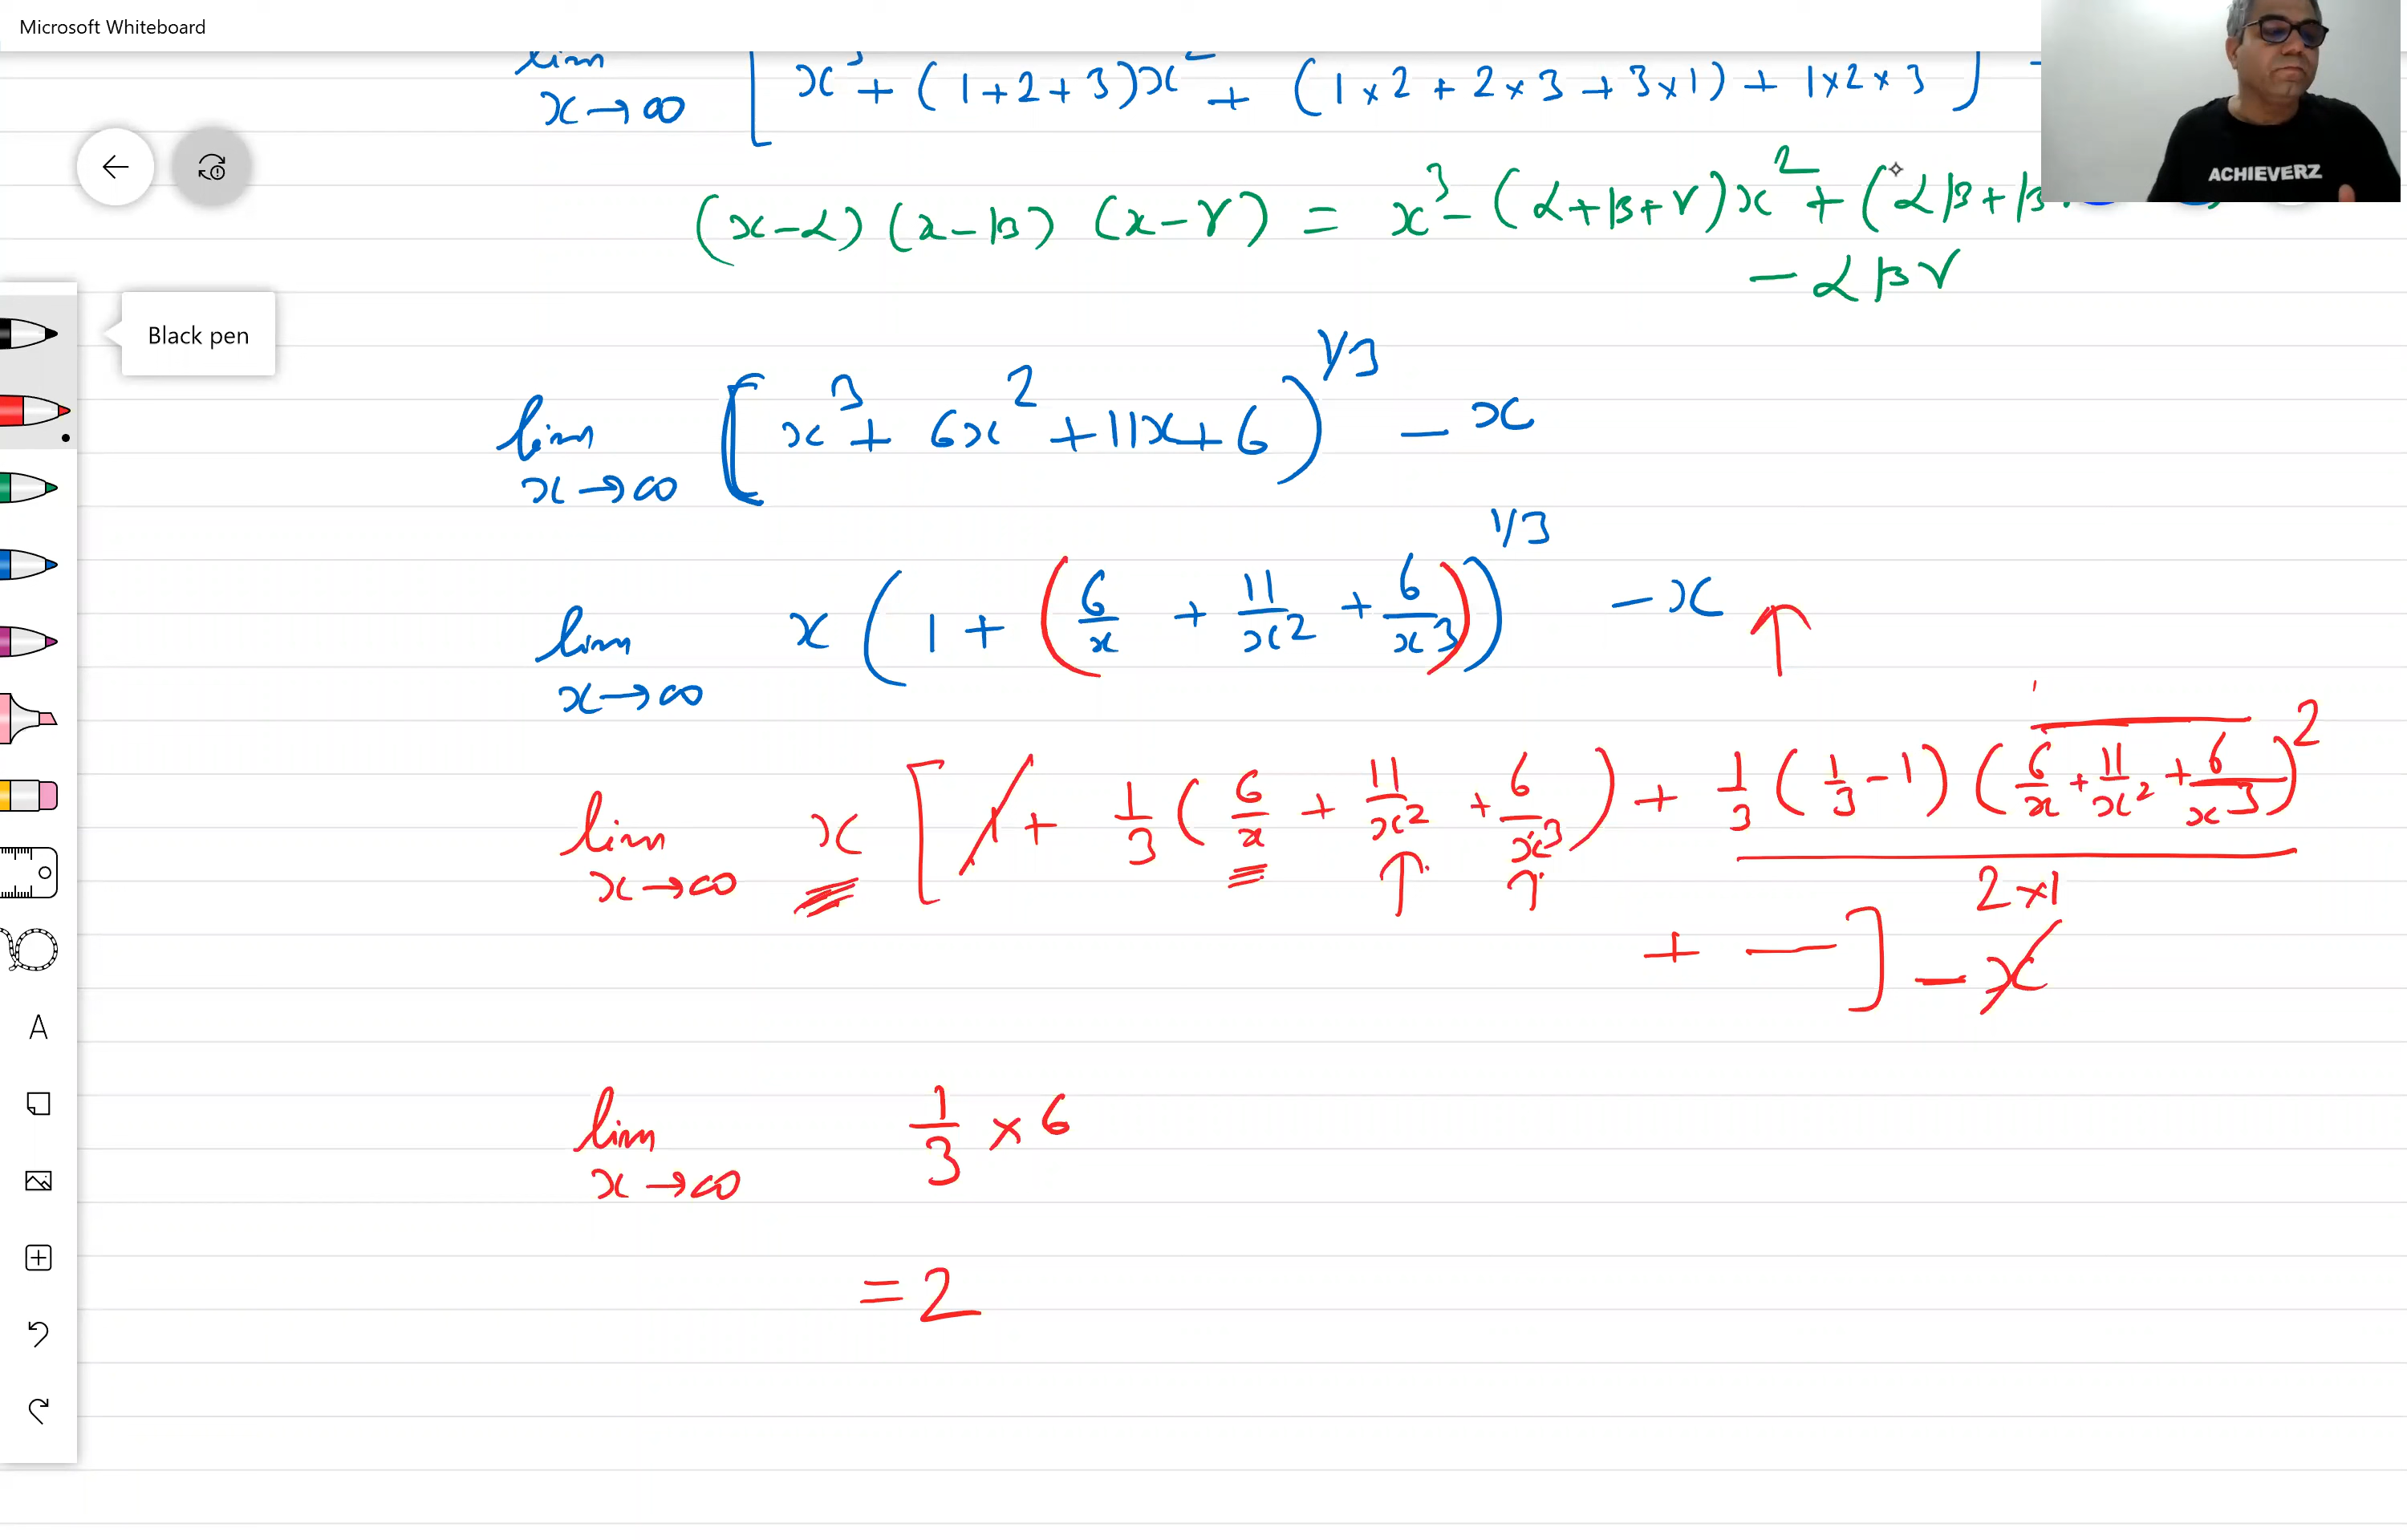 Microsoft Whiteboard
lim x→∞ [ x³ + (1+2+3)x² + (1×2 + 2×3 + 3×1) + 1×2×3 ]
ACHIEVERZ
(x-α) (x-β) (x-γ) = x³ - (α+β+γ)x² + (αβ+β
- αβγ
Black pen
lim x→∞ [ x³ + 6x² + 11x + 6 )^1/3 - x
lim x→∞ x ( 1 + ( 6/x + 11/x² + 6/x³ ) )^1/3 - x
lim x→∞ x [ 1 + 1/3 ( 6/x + 11/x² + 6/x³ ) + 1/3 ( 1/3 - 1 ) ( 6/x + 11/x² + 6/x³ )² / 2×1
+ — ] - x
lim x→∞ 1/3 × 6
= 2
A